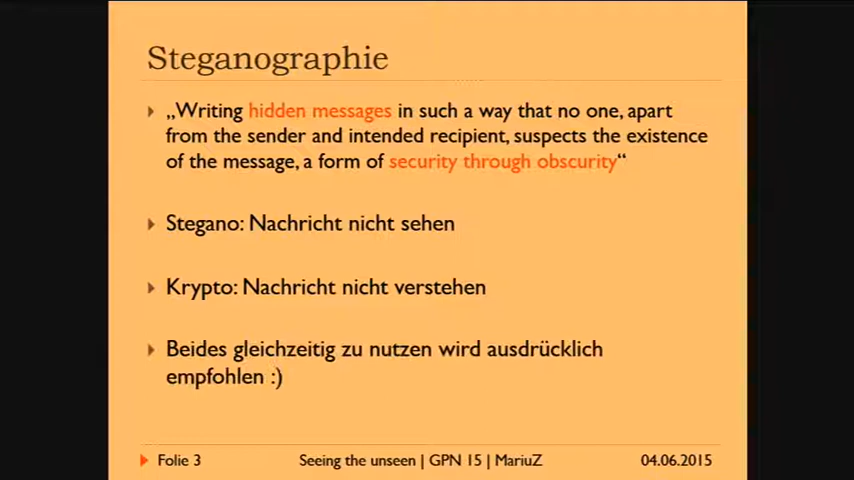 Steganographie
„Writing hidden messages in such a way that no one, apart
from the sender and intended recipient, suspects the existence
of the message, a form of security through obscurity“
Stegano: Nachricht nicht sehen
Krypto: Nachricht nicht verstehen
Beides gleichzeitig zu nutzen wird ausdrücklich
empfohlen :)
Folie 3 Seeing the unseen | GPN 15 | MariuZ 04.06.2015